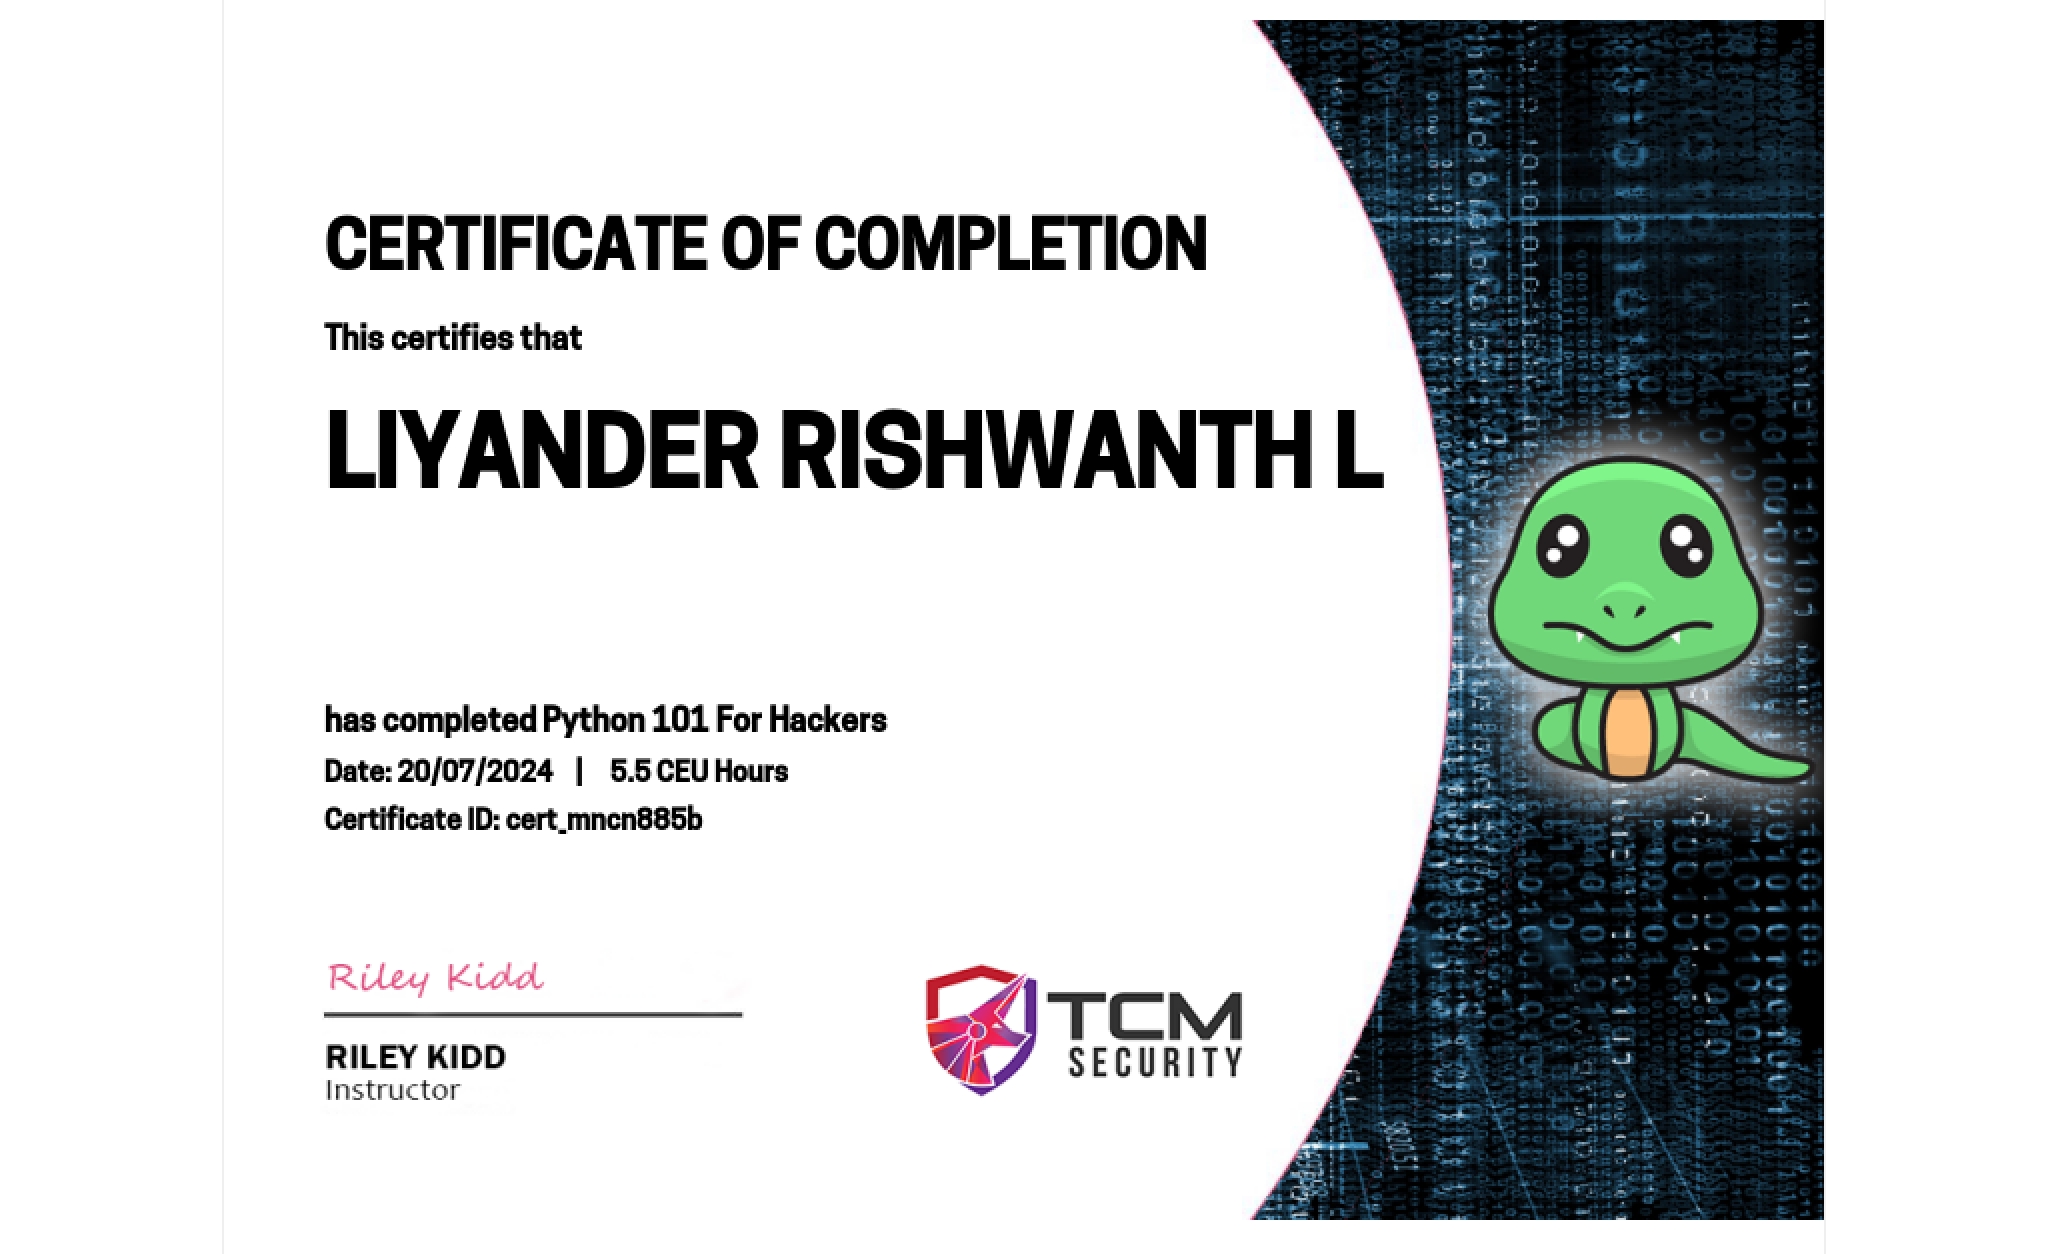 CERTIFICATE OF COMPLETION
This certifies that
LIYANDER RISHWANTH L
has completed Python 101 For Hackers
Date: 20/07/2024 | 5.5 CEU Hours
Certificate ID: cert_mncn885b
Riley Kidd
RILEY KIDD
Instructor
TCM
SECURITY